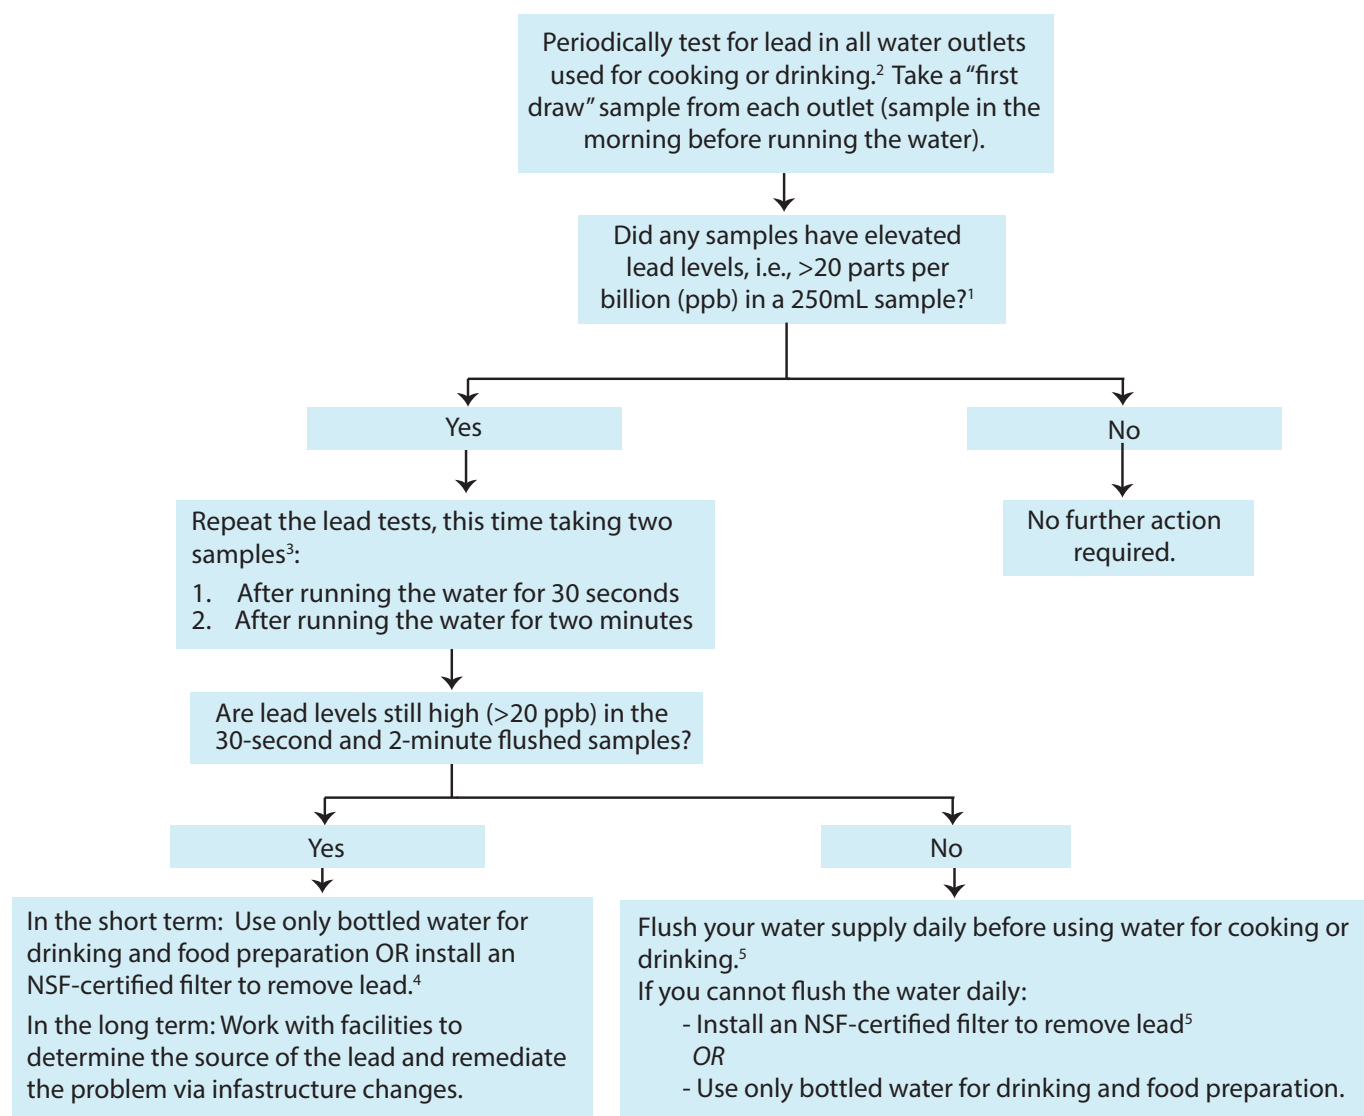 Periodically test for lead in all water outlets
used for cooking or drinking.² Take a “first
draw” sample from each outlet (sample in the
morning before running the water).
Did any samples have elevated
lead levels, i.e., >20 parts per
billion (ppb) in a 250mL sample?¹
Yes
No
Repeat the lead tests, this time taking two
samples³:
1. After running the water for 30 seconds
2. After running the water for two minutes
No further action
required.
Are lead levels still high (>20 ppb) in the
30-second and 2-minute flushed samples?
Yes
No
In the short term: Use only bottled water for
drinking and food preparation OR install an
NSF-certified filter to remove lead.⁴
In the long term: Work with facilities to
determine the source of the lead and remediate
the problem via infastructure changes.
Flush your water supply daily before using water for cooking or
drinking.⁵
If you cannot flush the water daily:
- Install an NSF-certified filter to remove lead⁵
OR
- Use only bottled water for drinking and food preparation.